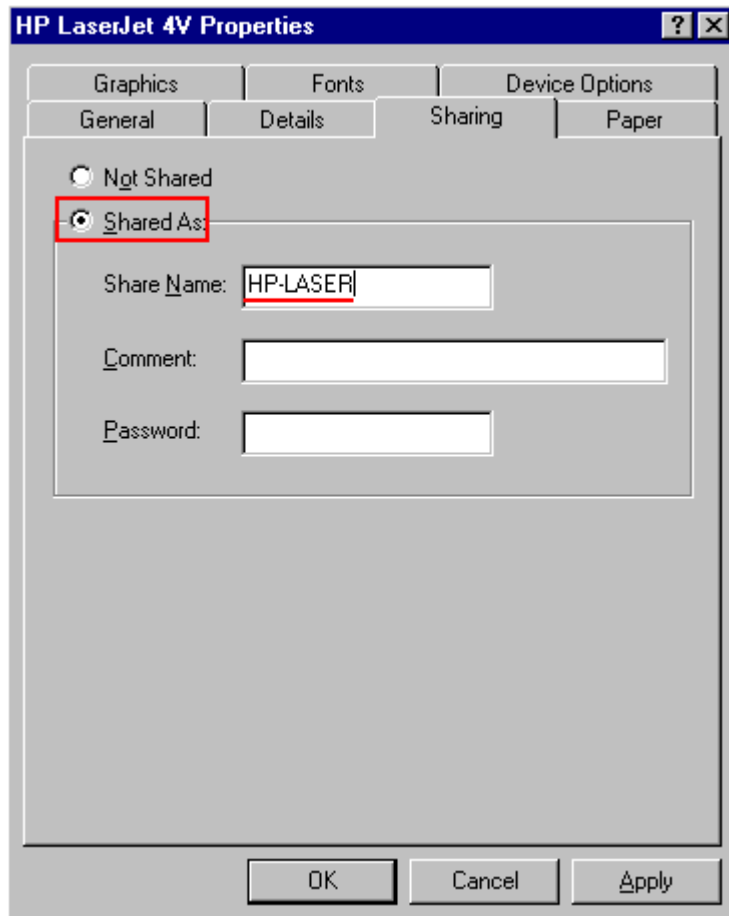 HP LaserJet 4V Properties
Graphics Fonts Device Options
General Details Sharing Paper
Not Shared
Shared As:
Share Name: HP-LASER
Comment:
Password:
OK Cancel Apply